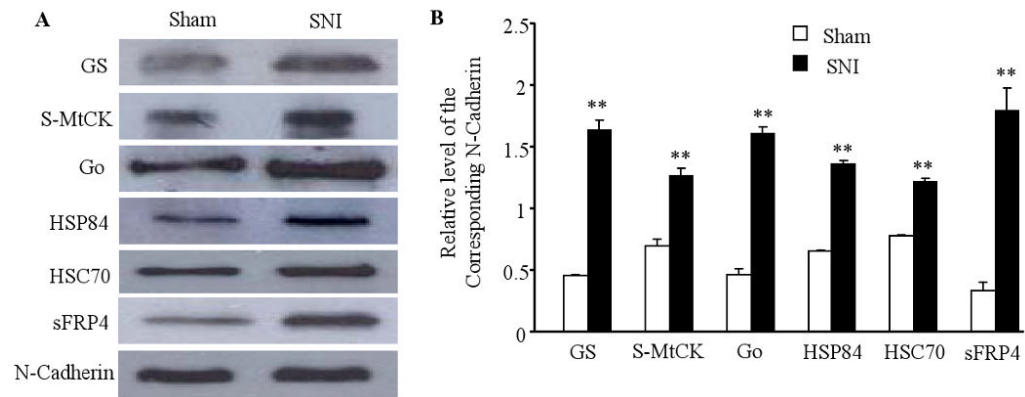 A
Sham SNI
GS
S-MtCK
Go
HSP84
HSC70
sFRP4
N-Cadherin
B
Relative level of the
Corresponding N-Cadherin
2.5
2
1.5
1
0.5
0
Sham
SNI
** ** ** ** ** **
GS S-MtCK Go HSP84 HSC70 sFRP4